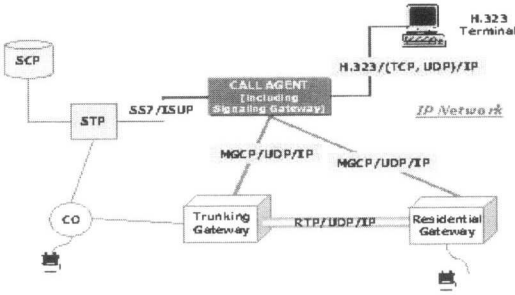 H.323
Terminal
SCP
H.323/(TCP, UDP)/IP
CALL AGENT
[Including
Signaling Gateway]
SS7/ISUP
STP
IP Network
MGCP/UDP/IP
MGCP/UDP/IP
CO
Trunking
Gateway
RTP/UDP/IP
Residential
Gateway